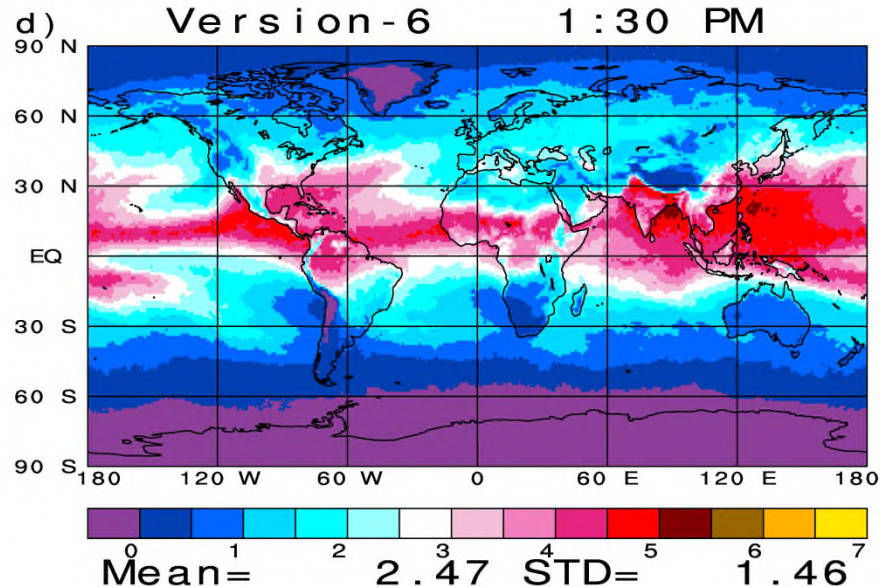 d) Version-6 1:30 PM
90 N
60 N
30 N
EQ
30 S
60 S
90 S
180 120 W 60 W 0 60 E 120 E 180
0 1 2 3 4 5 6 7
Mean= 2.47 STD= 1.46